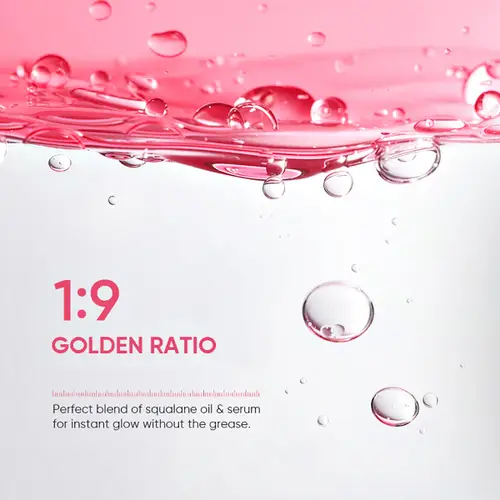 1:9
GOLDEN RATIO
Perfect blend of squalane oil & serum
for instant glow without the grease.